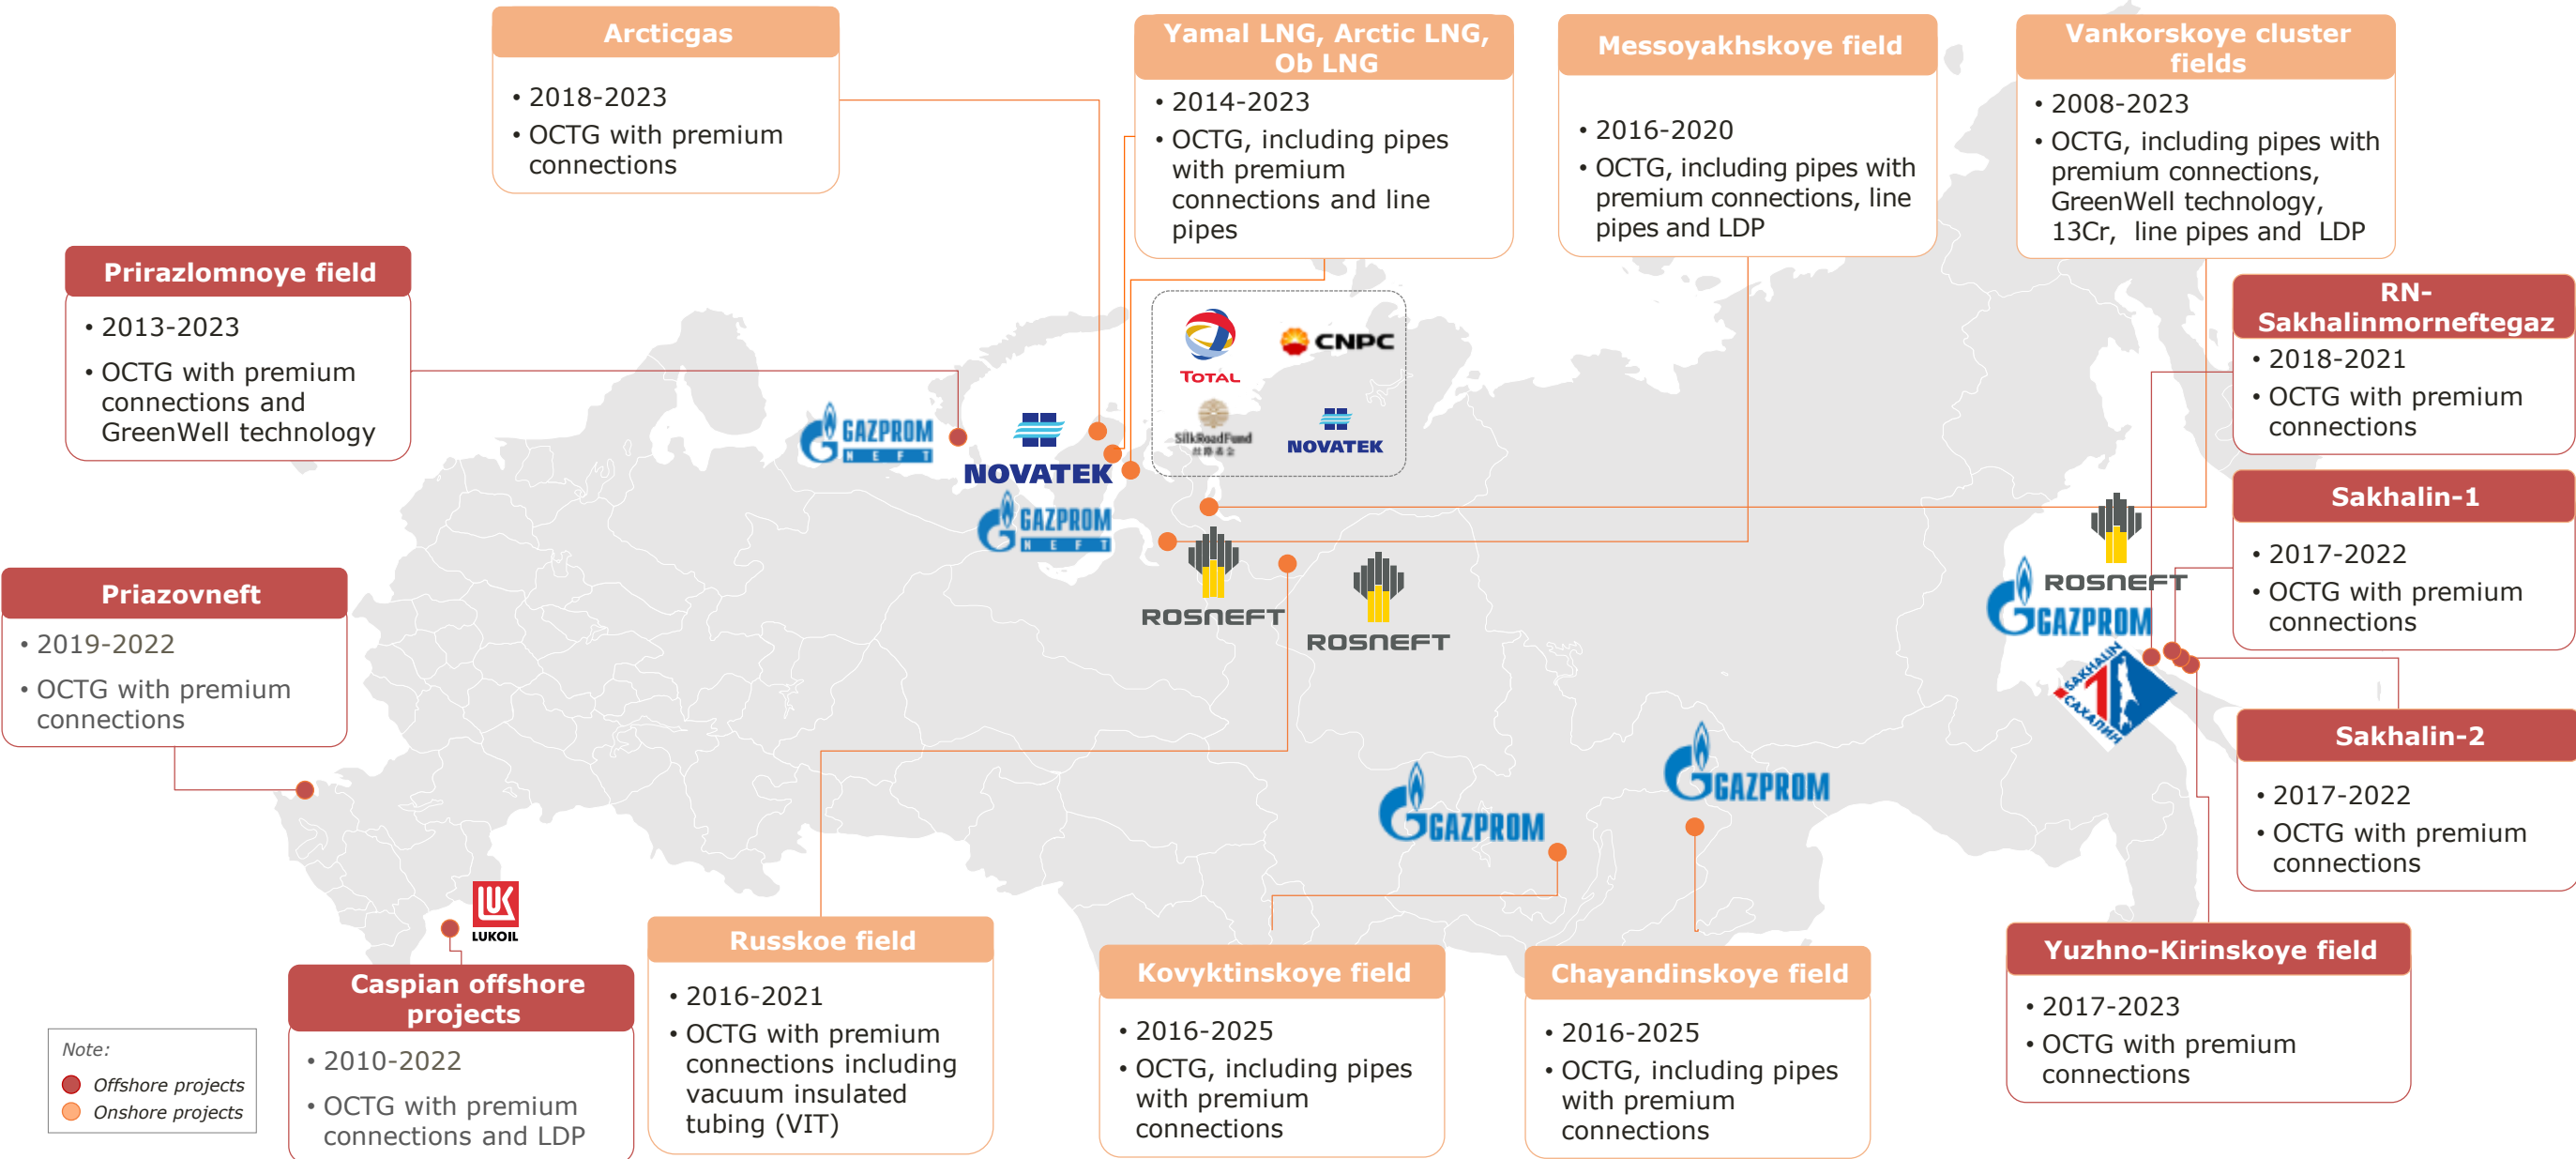 Arcticgas
• 2018-2023
• OCTG with premium
connections
Yamal LNG, Arctic LNG,
Ob LNG
• 2014-2023
• OCTG, including pipes
with premium
connections and line
pipes
Messoyakhskoye field
• 2016-2020
• OCTG, including pipes with
premium connections, line
pipes and LDP
Vankorskoye cluster
fields
• 2008-2023
• OCTG, including pipes with
premium connections,
GreenWell technology,
13Cr, line pipes and LDP
Prirazlomnoye field
• 2013-2023
• OCTG with premium
connections and
GreenWell technology
RN-
Sakhalinmorneftegaz
• 2018-2021
• OCTG with premium
connections
TOTAL
CNPC
SilkRoadFund
丝路基金
NOVATEK
GAZPROM
NEFT
NOVATEK
GAZPROM
NEFT
ROSNEFT
ROSNEFT
ROSNEFT
GAZPROM
SAKHALIN
1
САХАЛИН
Sakhalin-1
• 2017-2022
• OCTG with premium
connections
Priazovneft
• 2019-2022
• OCTG with premium
connections
Sakhalin-2
• 2017-2022
• OCTG with premium
connections
GAZPROM
GAZPROM
LUK
LUKOIL
Caspian offshore
projects
• 2010-2022
• OCTG with premium
connections and LDP
Russkoe field
• 2016-2021
• OCTG with premium
connections including
vacuum insulated
tubing (VIT)
Kovyktinskoye field
• 2016-2025
• OCTG, including pipes
with premium
connections
Chayandinskoye field
• 2016-2025
• OCTG, including pipes
with premium
connections
Yuzhno-Kirinskoye field
• 2017-2023
• OCTG with premium
connections
Note:
Offshore projects
Onshore projects